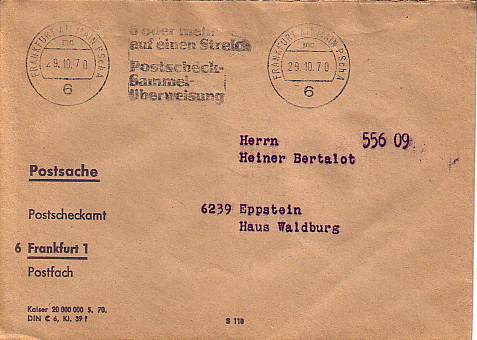 FRANKFURT AM MAIN PSchA
mc
29.10.70
6
6 oder mehr
auf einen Streich
Postscheck-
Sammel-
überweisung
FRANKFURT AM MAIN PSchA
mc
29.10.70
6
Herrn 556 09
Heiner Bertalot
6239 Eppstein
Haus Waldburg
Postsache
Postscheckamt
6 Frankfurt 1
Postfach
Kaiser 20 000 000 5. 70.
DIN C 6, Kl. 39 f
S 110